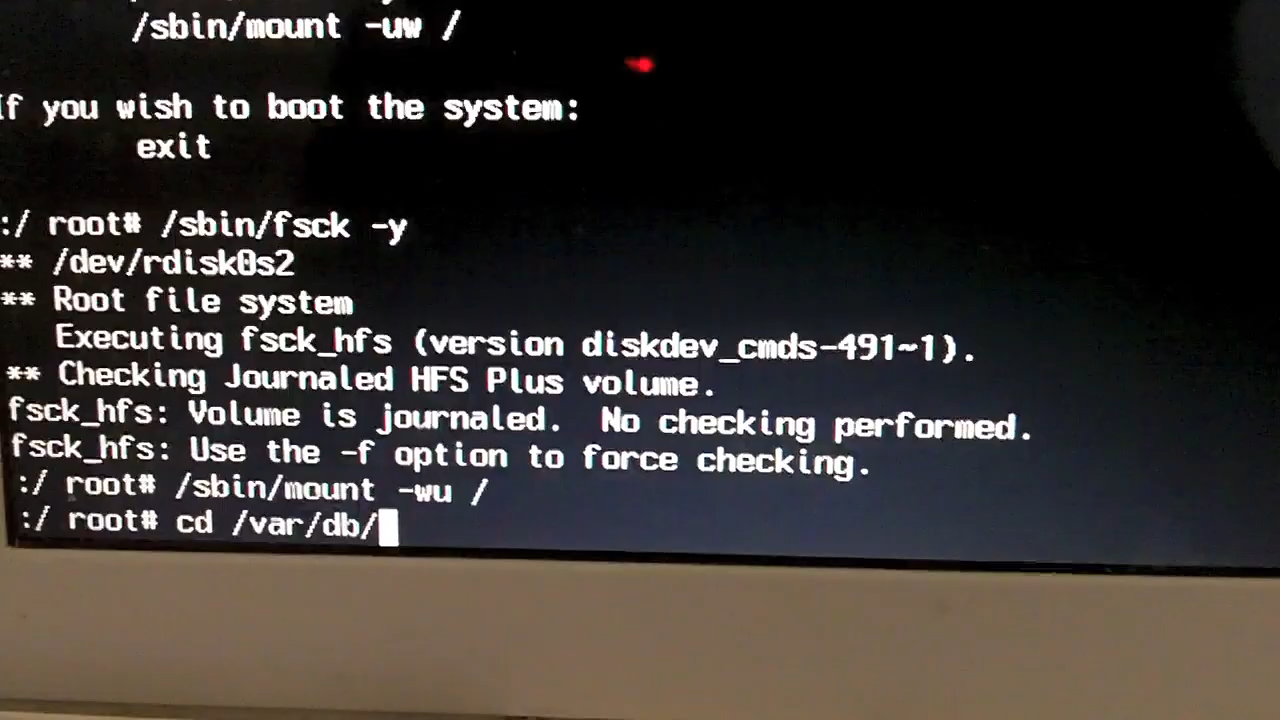 /sbin/mount -uw /
If you wish to boot the system:
exit
:/ root# /sbin/fsck -y
** /dev/rdisk0s2
** Root file system
Executing fsck_hfs (version diskdev_cmds-491~1).
** Checking Journaled HFS Plus volume.
fsck_hfs: Volume is journaled.  No checking performed.
fsck_hfs: Use the -f option to force checking.
:/ root# /sbin/mount -wu /
:/ root# cd /var/db/